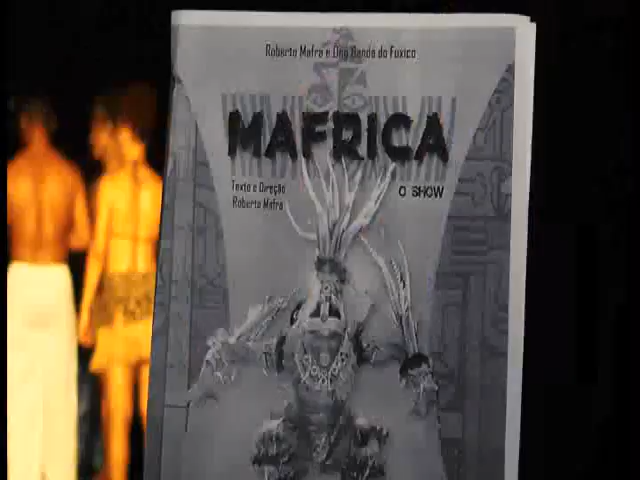 Roberto Mafra e Ong Banda do Fuxico
MAFRICA
O SHOW
Texto e Direção
Roberto Mafra